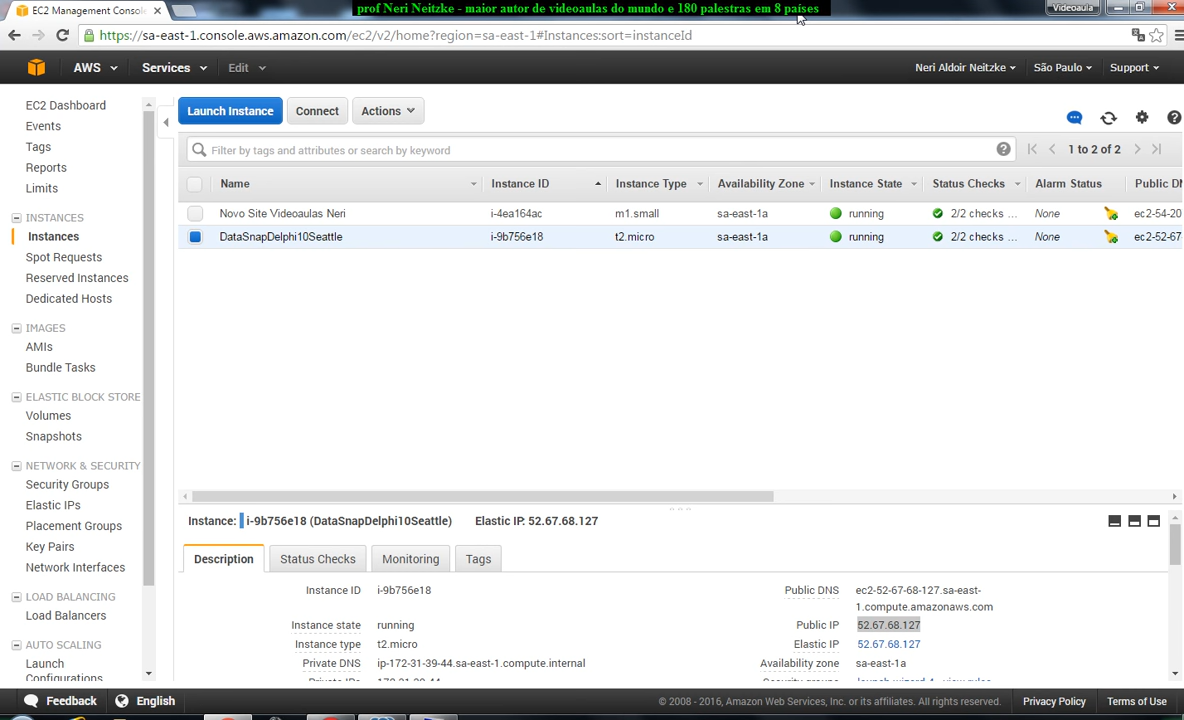 EC2 Management Consol
prof Neri Neitzke - maior autor de videoaulas do mundo e 180 palestras em 8 países
Videoaula
https://sa-east-1.console.aws.amazon.com/ec2/v2/home?region=sa-east-1#Instances:sort=instanceId
AWS Services Edit Neri Aldoir Neitzke São Paulo Support
EC2 Dashboard
Events
Tags
Reports
Limits
INSTANCES
Instances
Spot Requests
Reserved Instances
Dedicated Hosts
IMAGES
AMIs
Bundle Tasks
ELASTIC BLOCK STORE
Volumes
Snapshots
NETWORK & SECURITY
Security Groups
Elastic IPs
Placement Groups
Key Pairs
Network Interfaces
LOAD BALANCING
Load Balancers
AUTO SCALING
Launch
Configurations
Launch Instance Connect Actions
Filter by tags and attributes or search by keyword
1 to 2 of 2
Name Instance ID Instance Type Availability Zone Instance State Status Checks Alarm Status Public DN
Novo Site Videoaulas Neri i-4ea164ac m1.small sa-east-1a running 2/2 checks ... None ec2-54-20
DataSnapDelphi10Seattle i-9b756e18 t2.micro sa-east-1a running 2/2 checks ... None ec2-52-67
Instance: i-9b756e18 (DataSnapDelphi10Seattle) Elastic IP: 52.67.68.127
Description Status Checks Monitoring Tags
Instance ID i-9b756e18 Public DNS ec2-52-67-68-127.sa-east-
1.compute.amazonaws.com
Instance state running Public IP 52.67.68.127
Instance type t2.micro Elastic IP 52.67.68.127
Private DNS ip-172-31-39-44.sa-east-1.compute.internal Availability zone sa-east-1a
Feedback English © 2008 - 2016, Amazon Web Services, Inc. or its affiliates. All rights reserved. Privacy Policy Terms of Use